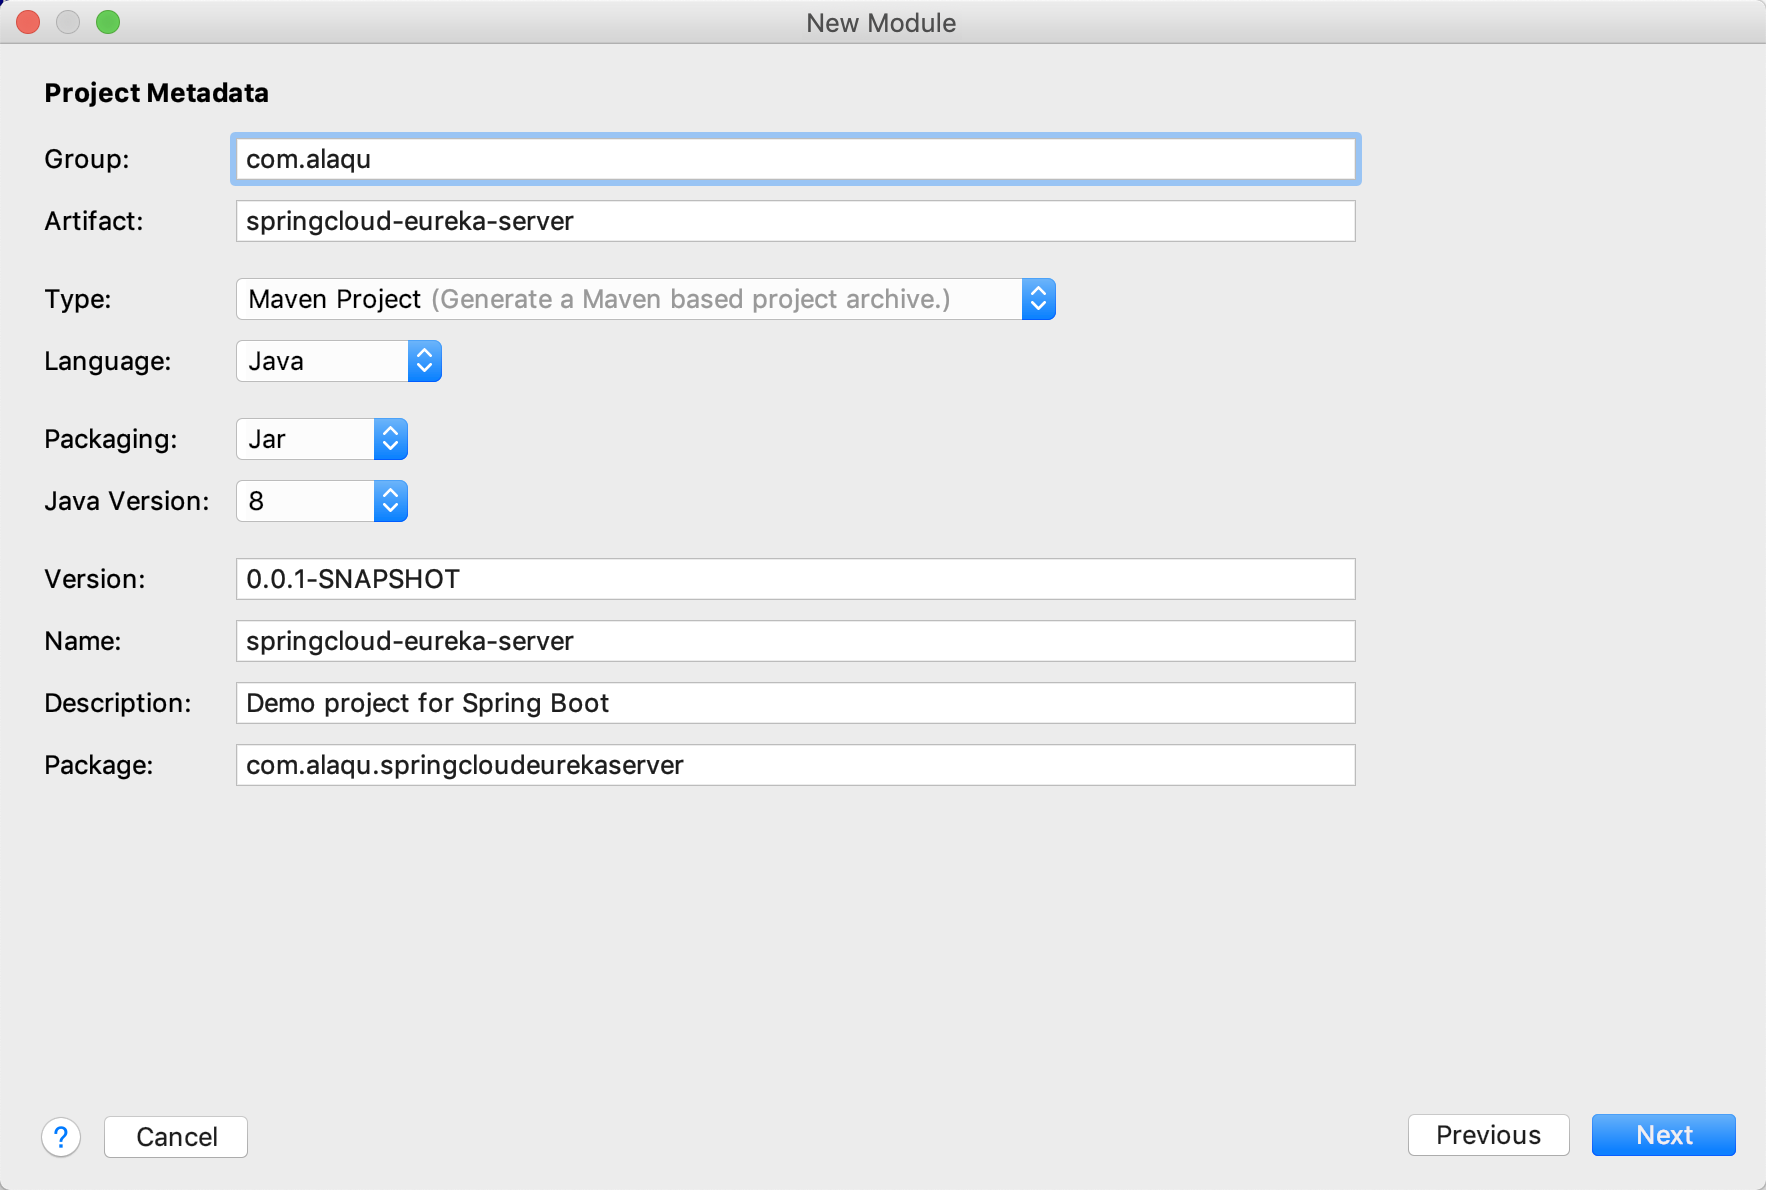 New Module
Project Metadata
Group: com.alaqu
Artifact: springcloud-eureka-server
Type: Maven Project (Generate a Maven based project archive.)
Language: Java
Packaging: Jar
Java Version: 8
Version: 0.0.1-SNAPSHOT
Name: springcloud-eureka-server
Description: Demo project for Spring Boot
Package: com.alaqu.springcloudeurekaserver
? Cancel Previous Next